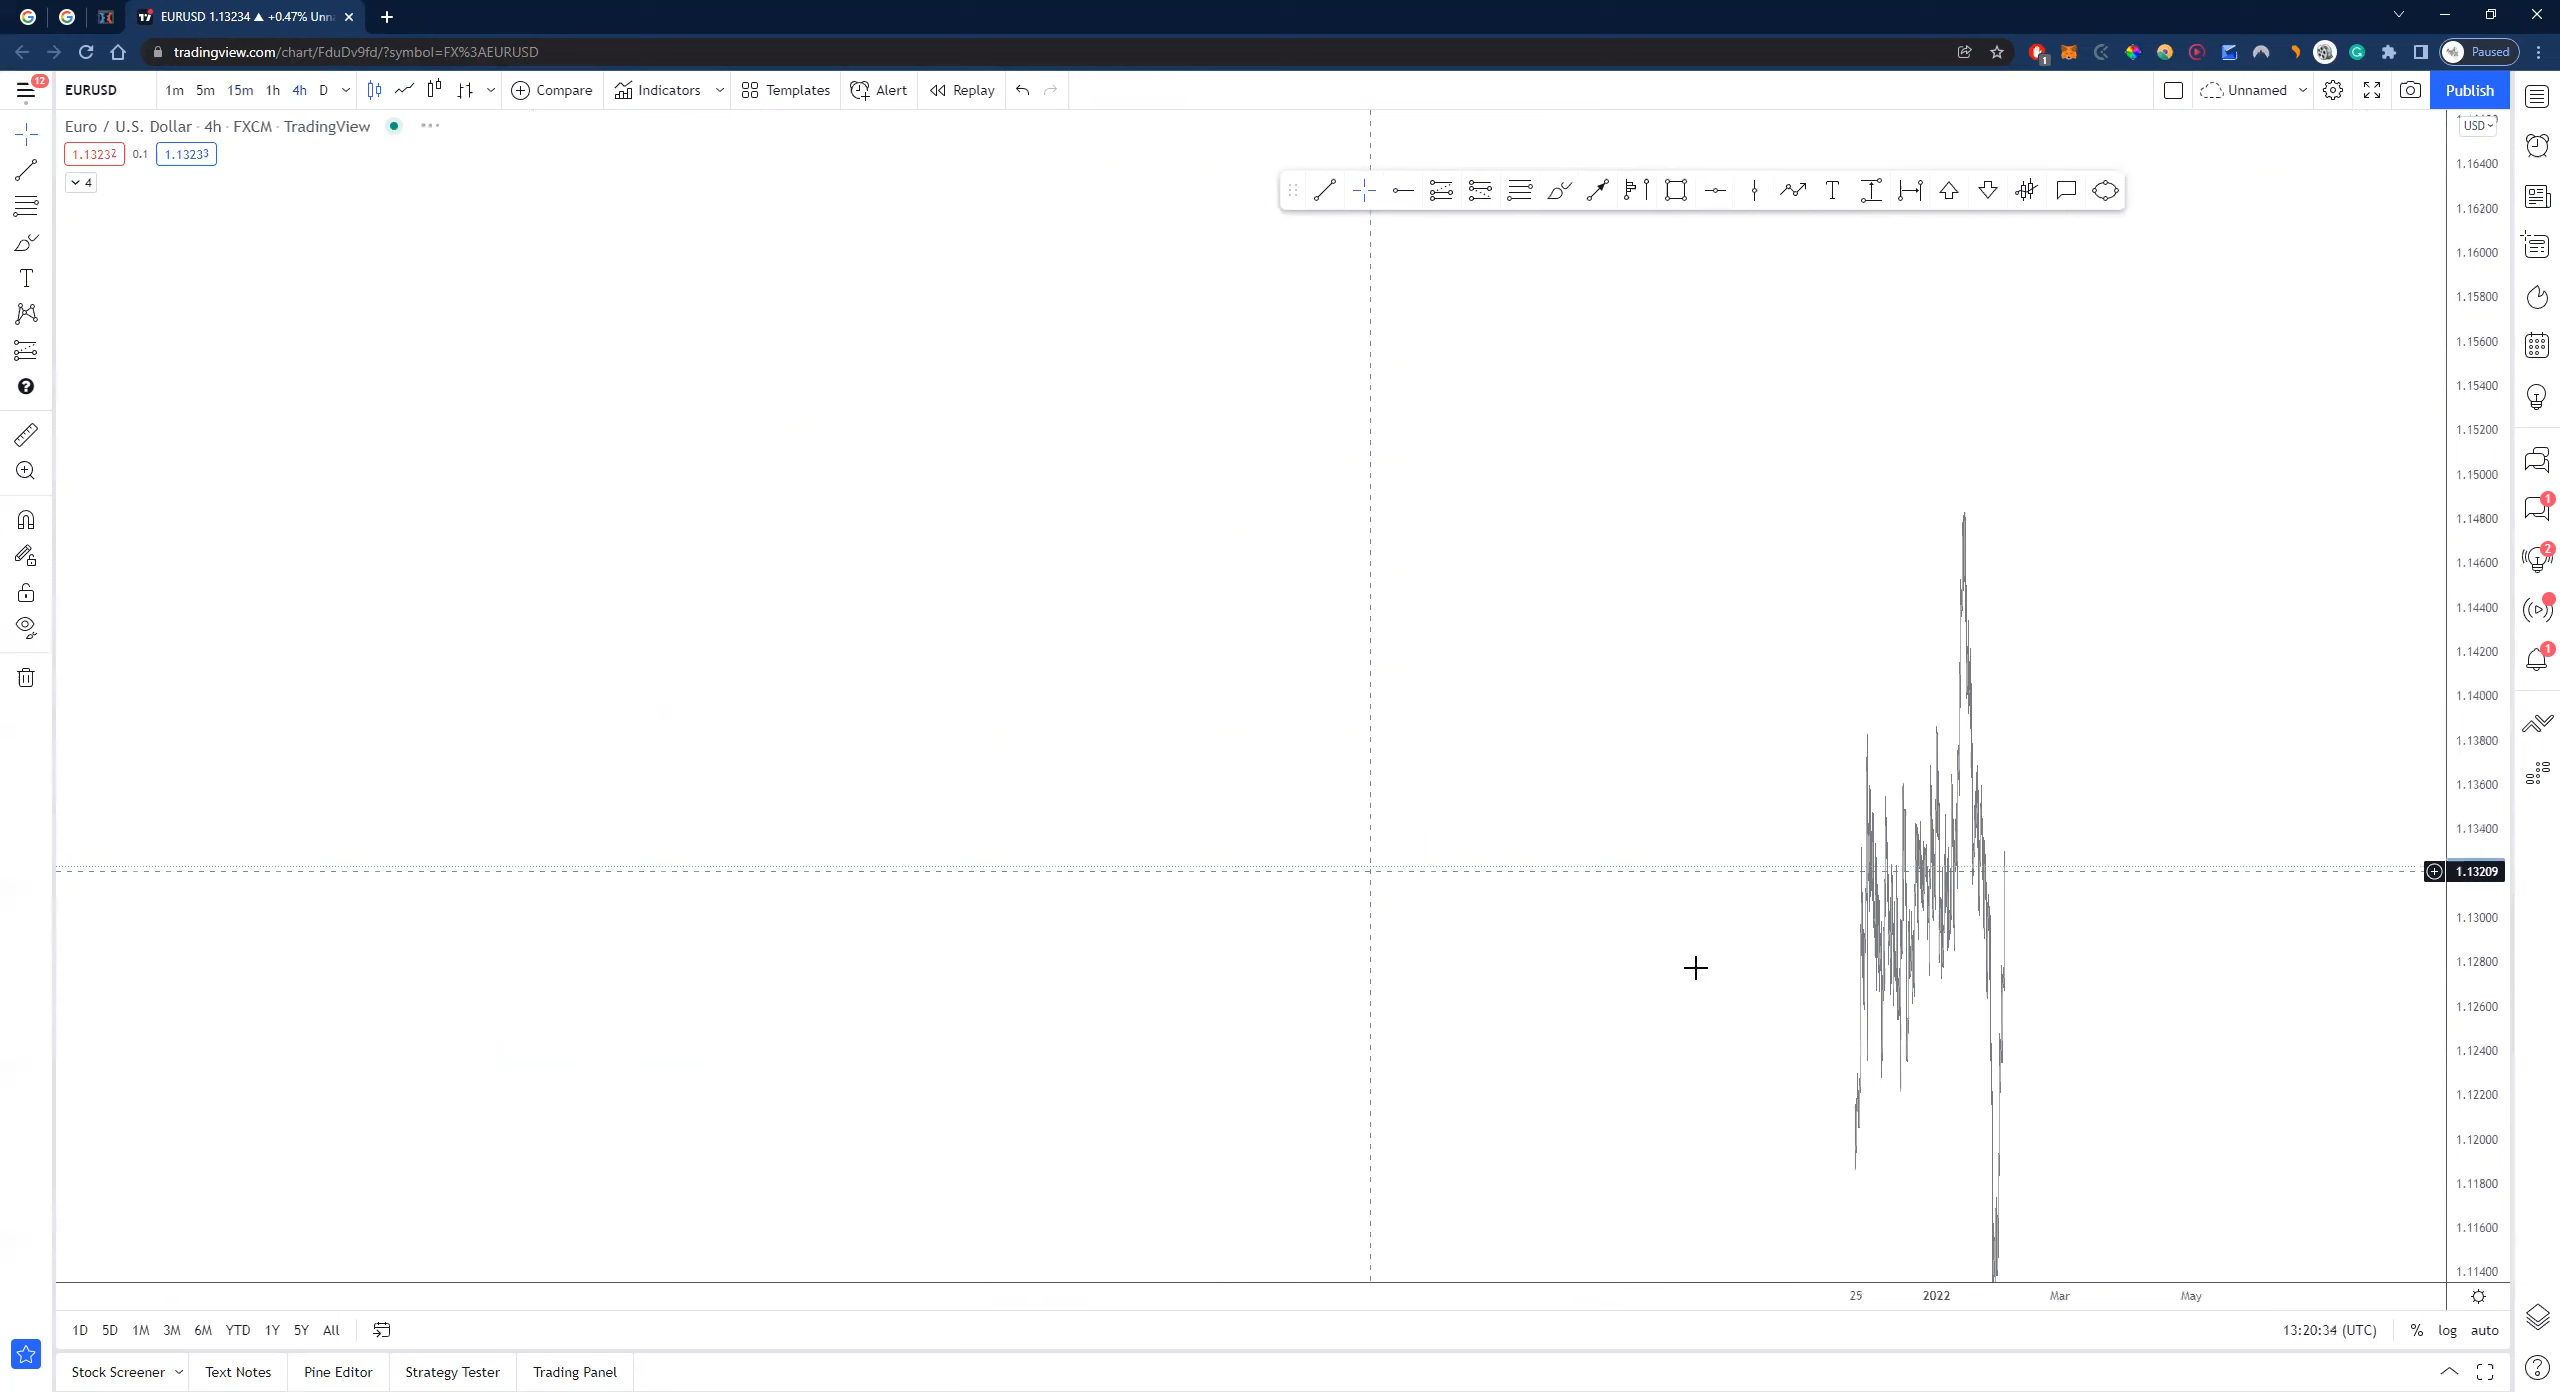 EURUSD 1.13234 ▲ +0.47% Unn
tradingview.com/chart/FduDv9fd/?symbol=FX%3AEURUSD
1
Paused
12
EURUSD 1m 5m 15m 1h 4h D Compare Indicators Templates Alert Replay Unnamed Publish
Euro / U.S. Dollar · 4h · FXCM · TradingView
USD
1.13232 0.1 1.13233
4
1.16400
1.16200
1.16000
1.15800
1.15600
1.15400
1.15200
1.15000
1.14800
1.14600
1.14400
1.14200
1.14000
1.13800
1.13600
1.13400
1.13209
1.13000
1.12800
1.12600
1.12400
1.12200
1.12000
1.11800
1.11600
1.11400
1
2
1
25 2022 Mar May
1D 5D 1M 3M 6M YTD 1Y 5Y All
13:20:34 (UTC) % log auto
Stock Screener Text Notes Pine Editor Strategy Tester Trading Panel